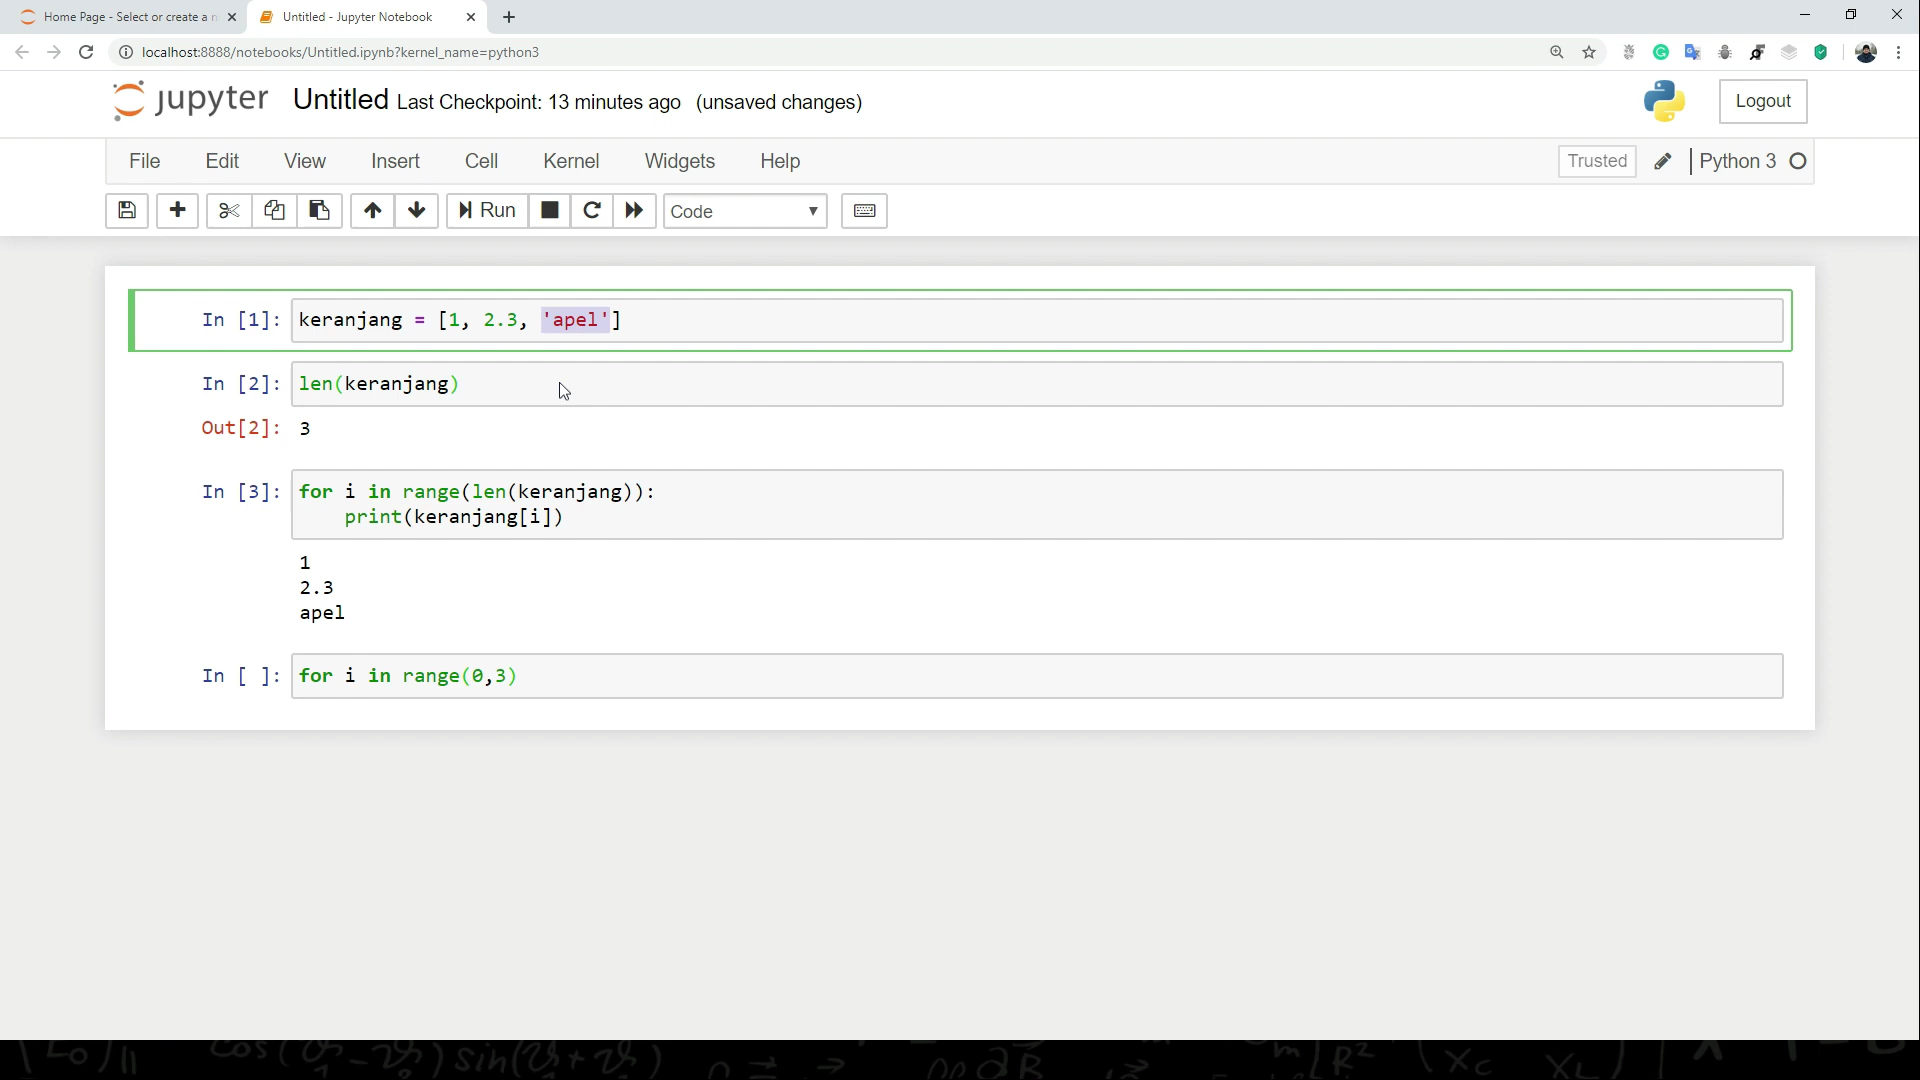 Home Page - Select or create a n
Untitled - Jupyter Notebook
localhost:8888/notebooks/Untitled.ipynb?kernel_name=python3
jupyter Untitled Last Checkpoint: 13 minutes ago (unsaved changes)
Logout
File Edit View Insert Cell Kernel Widgets Help
Trusted
Python 3
Run
Code
In [1]: keranjang = [1, 2.3, 'apel']
In [2]: len(keranjang)
Out[2]: 3
In [3]: for i in range(len(keranjang)):
print(keranjang[i])
1
2.3
apel
In [ ]: for i in range(0,3)